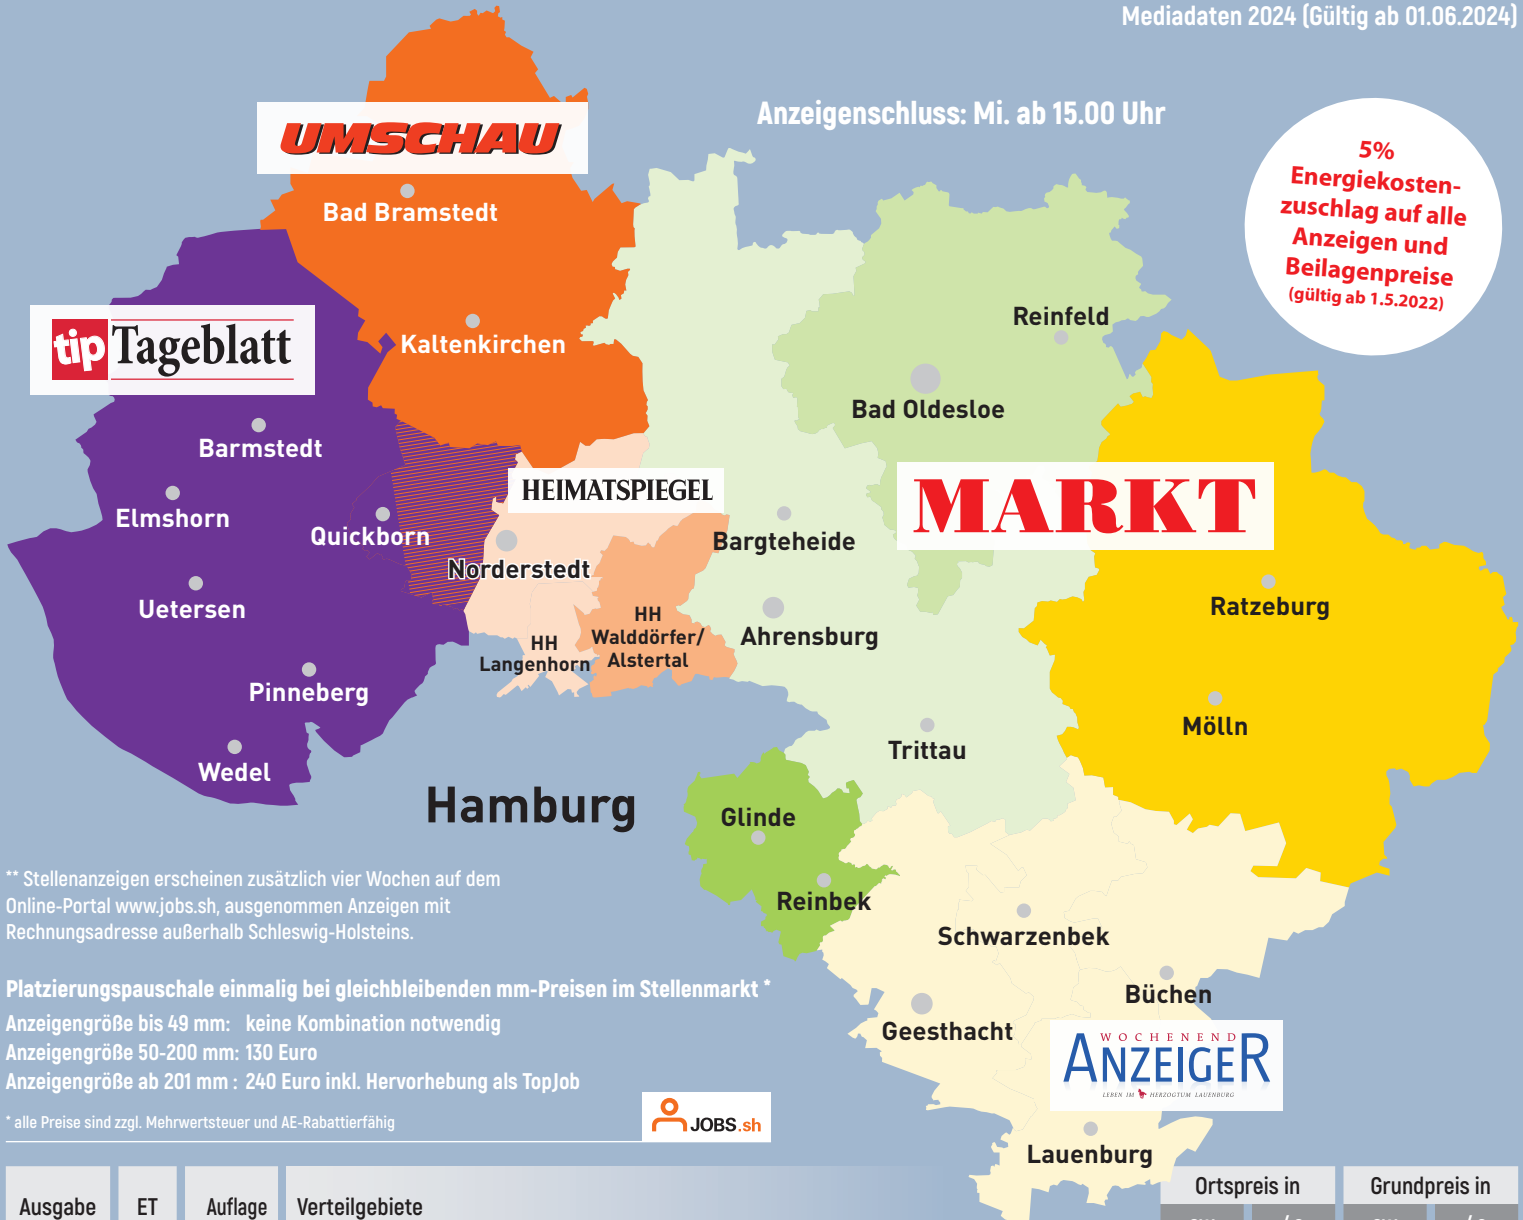 Mediadaten 2024 (Gültig ab 01.06.2024)
Anzeigenschluss: Mi. ab 15.00 Uhr
5%
Energiekosten-
zuschlag auf alle
Anzeigen und
Beilagenpreise
(gültig ab 1.5.2022)
UMSCHAU
Bad Bramstedt
Kaltenkirchen
tip Tageblatt
Barmstedt
Elmshorn
Quickborn
Uetersen
Pinneberg
Wedel
HEIMATSPIEGEL
Norderstedt
HH
Langenhorn
HH
Walddörfer/
Alstertal
Reinfeld
Bad Oldesloe
MARKT
Bargteheide
Ahrensburg
Trittau
Ratzeburg
Mölln
Hamburg
Glinde
Reinbek
Schwarzenbek
Büchen
Geesthacht
WOCHENEND
ANZEIGER
LEBEN IM HERZOGTUM LAUENBURG
Lauenburg
** Stellenanzeigen erscheinen zusätzlich vier Wochen auf dem
Online-Portal www.jobs.sh, ausgenommen Anzeigen mit
Rechnungsadresse außerhalb Schleswig-Holsteins.
Platzierungspauschale einmalig bei gleichbleibenden mm-Preisen im Stellenmarkt *
Anzeigengröße bis 49 mm: keine Kombination notwendig
Anzeigengröße 50-200 mm: 130 Euro
Anzeigengröße ab 201 mm : 240 Euro inkl. Hervorhebung als TopJob
* alle Preise sind zzgl. Mehrwertsteuer und AE-Rabattierfähig
JOBS.sh
Ausgabe ET Auflage Verteilgebiete
Ortspreis in Grundpreis in